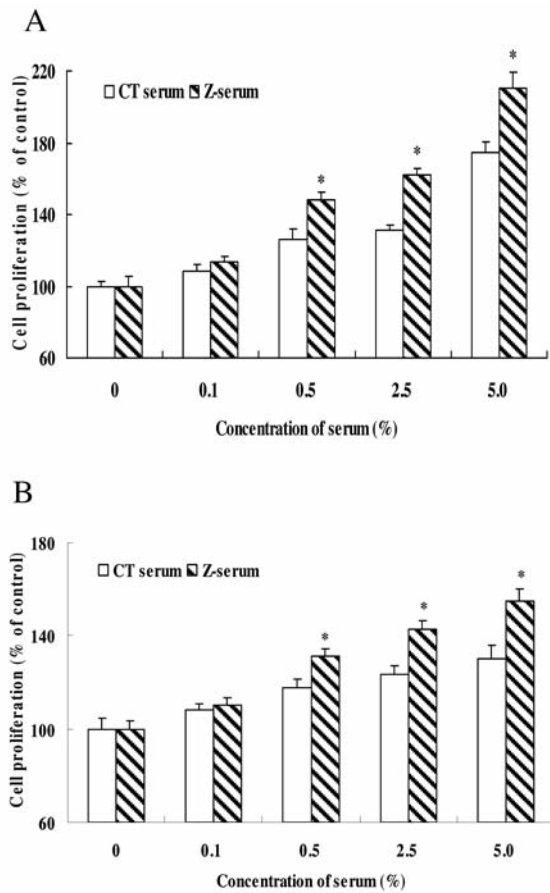 A
220
180
140
100
60
Cell proliferation (% of control)
CT serum Z-serum
*
*
*
0 0.1 0.5 2.5 5.0
Concentration of serum (%)
B
180
140
100
60
Cell proliferation (% of control)
CT serum Z-serum
*
*
*
0 0.1 0.5 2.5 5.0
Concentration of serum (%)